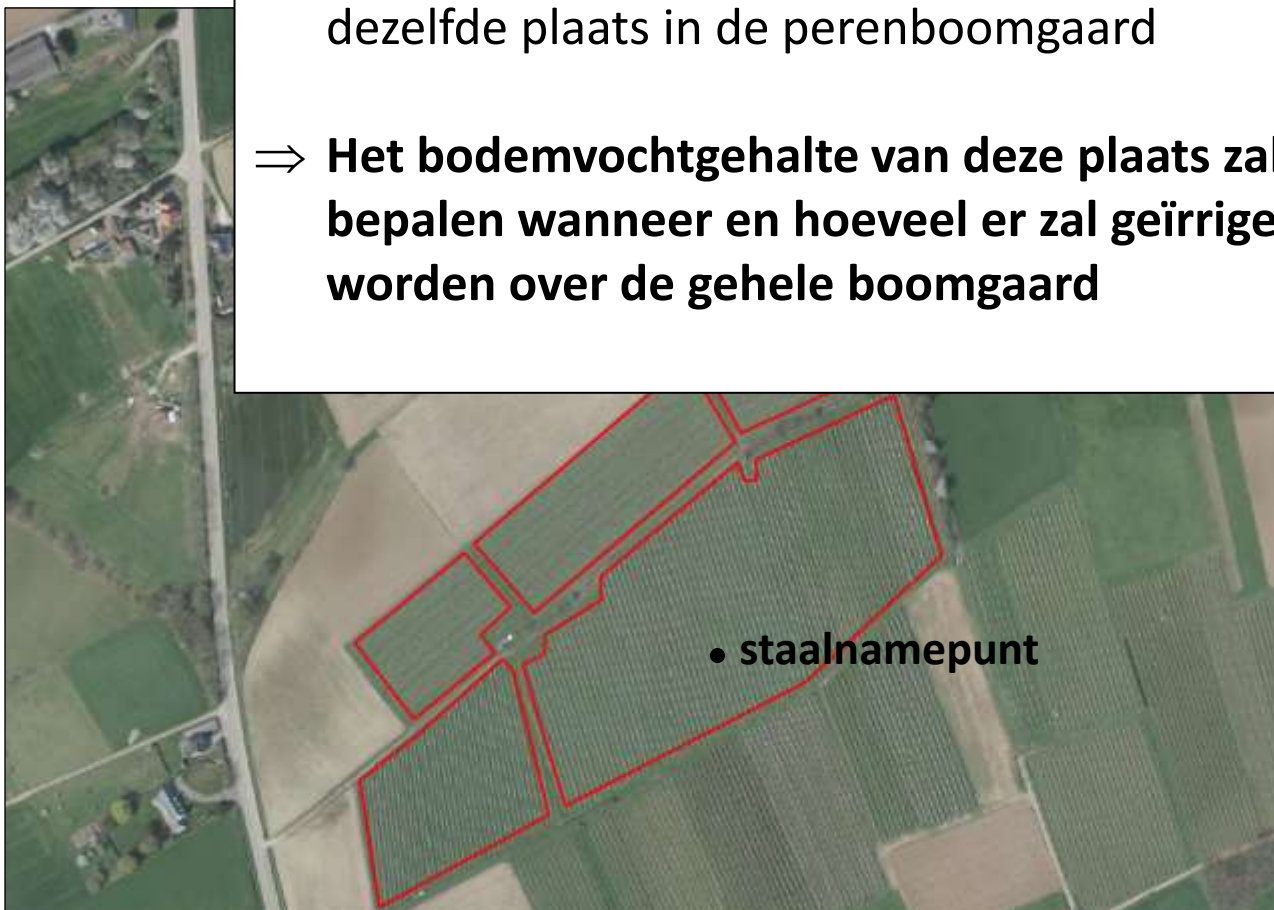 dezelfde plaats in de perenboomgaard
⇒ Het bodemvochtgehalte van deze plaats zal
bepalen wanneer en hoeveel er zal geïrrige
worden over de gehele boomgaard
• staalnamepunt